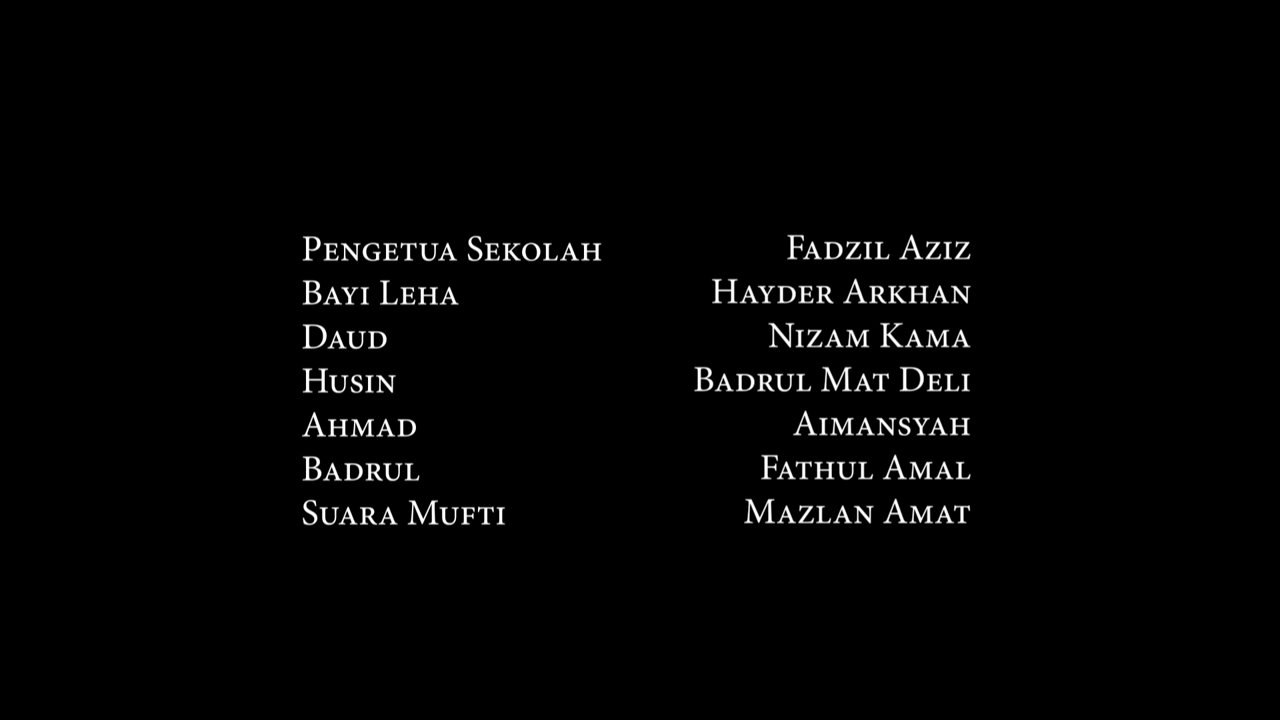 Pengetua Sekolah Fadzil Aziz
Bayi Leha Hayder Arkhan
Daud Nizam Kama
Husin Badrul Mat Deli
Ahmad Aimansyah
Badrul Fathul Amal
Suara Mufti Mazlan Amat